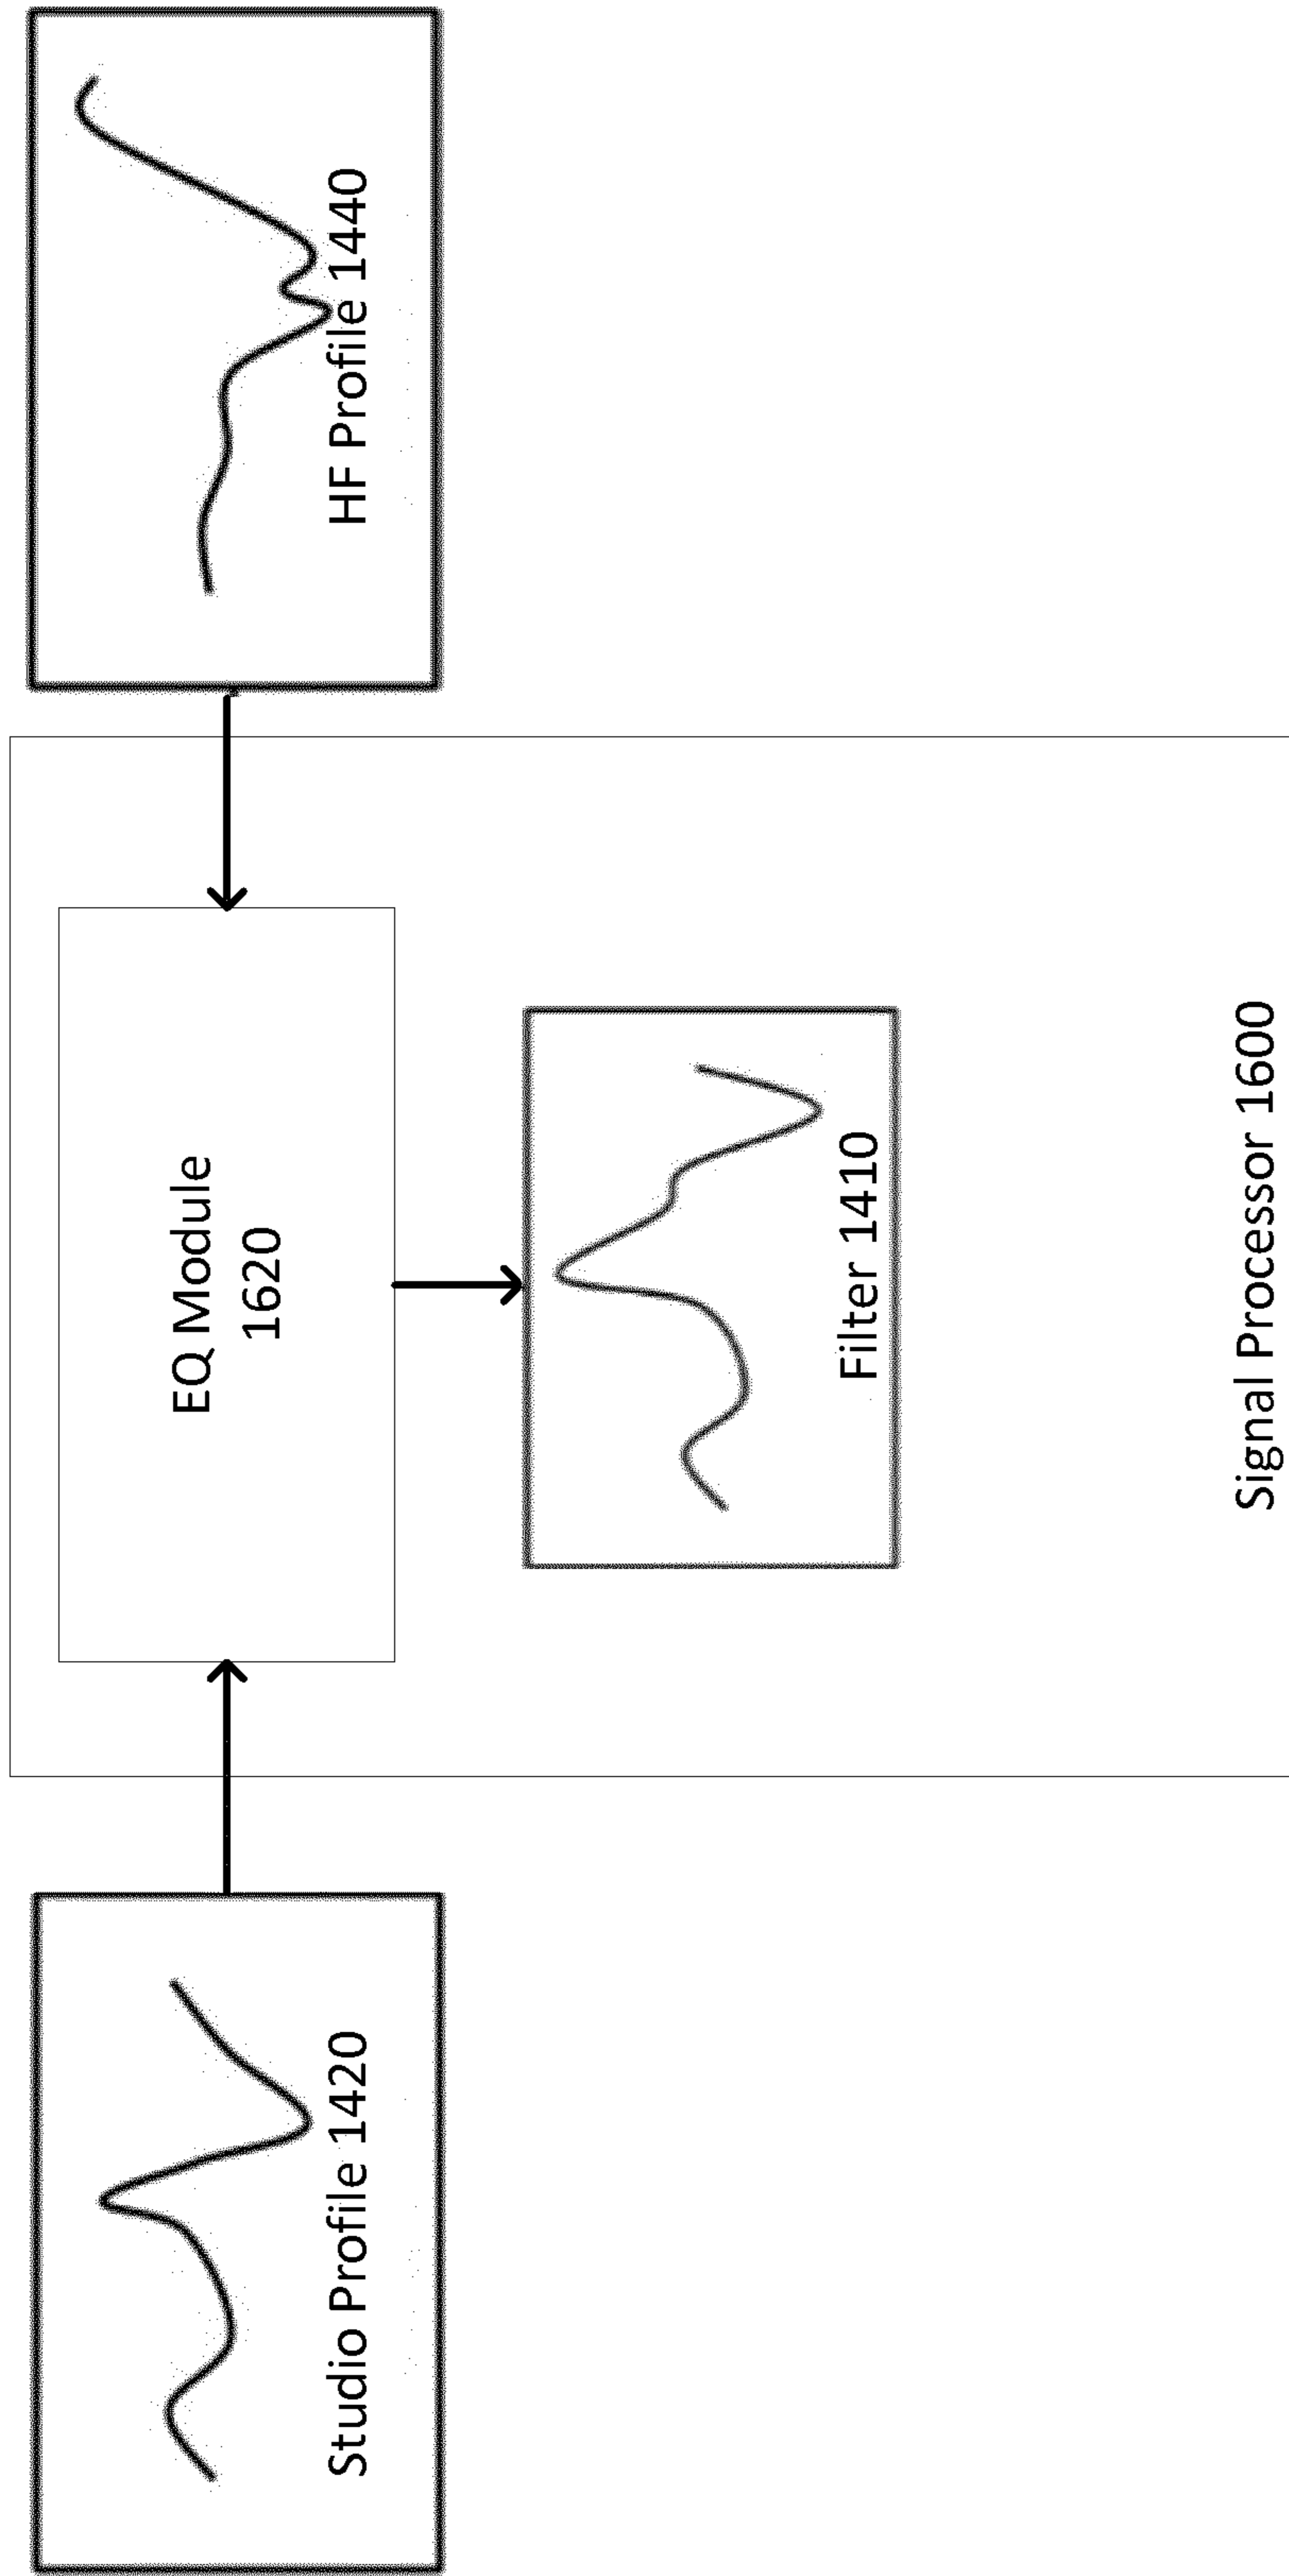 Studio Profile 1420
EQ Module
1620
Filter 1410
Signal Processor 1600
HF Profile 1440